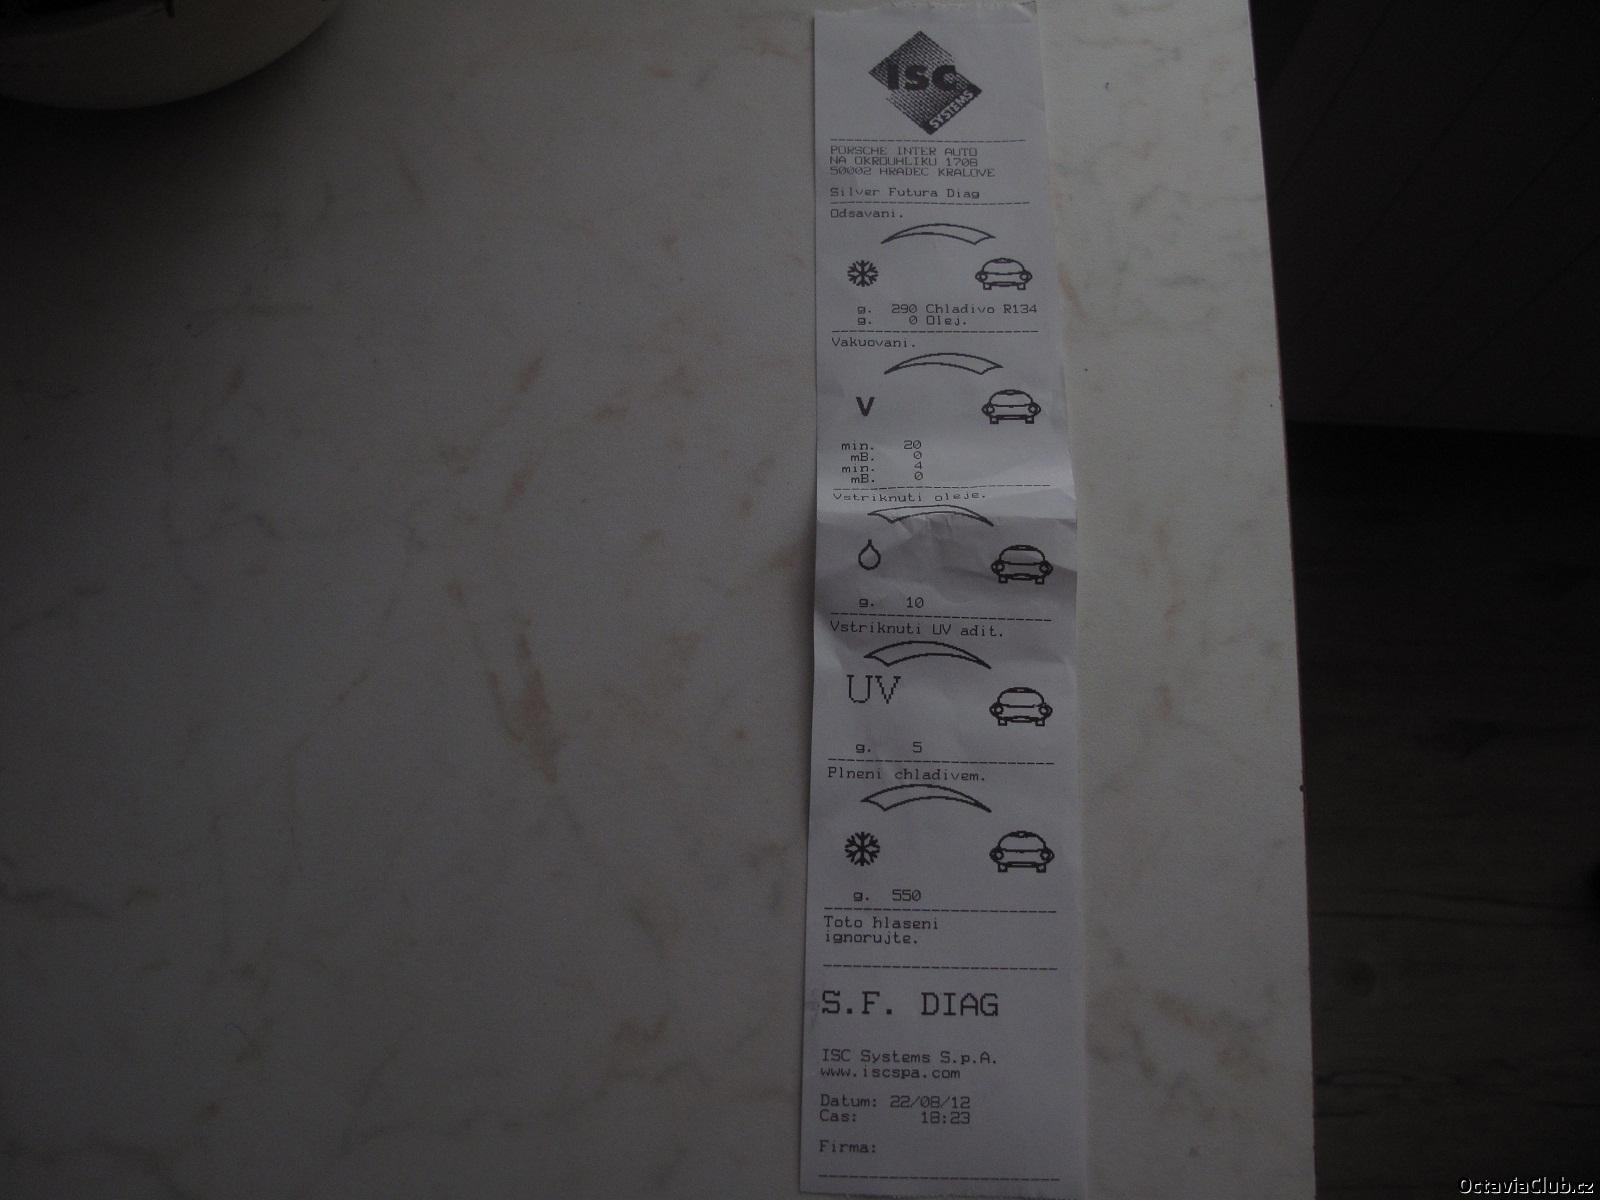 ISC
SYSTEMS
PORSCHE INTER AUTO
NA OKROUHLIKU 1708
50002 HRADEC KRALOVE
Silver Futura Diag
Odsavani.
g. 290 Chladivo R134
g. 0 Olej.
Vakuovani.
V
min. 20
mB. 0
min. 4
mB. 0
Vstriknuti oleje.
g. 10
Vstriknuti UV adit.
UV
g. 5
Plneni chladivem.
g. 550
Toto hlaseni
ignorujte.
S.F. DIAG
ISC Systems S.p.A.
www.iscspa.com
Datum: 22/08/12
Cas: 18:23
Firma:
OctaviaClub.cz